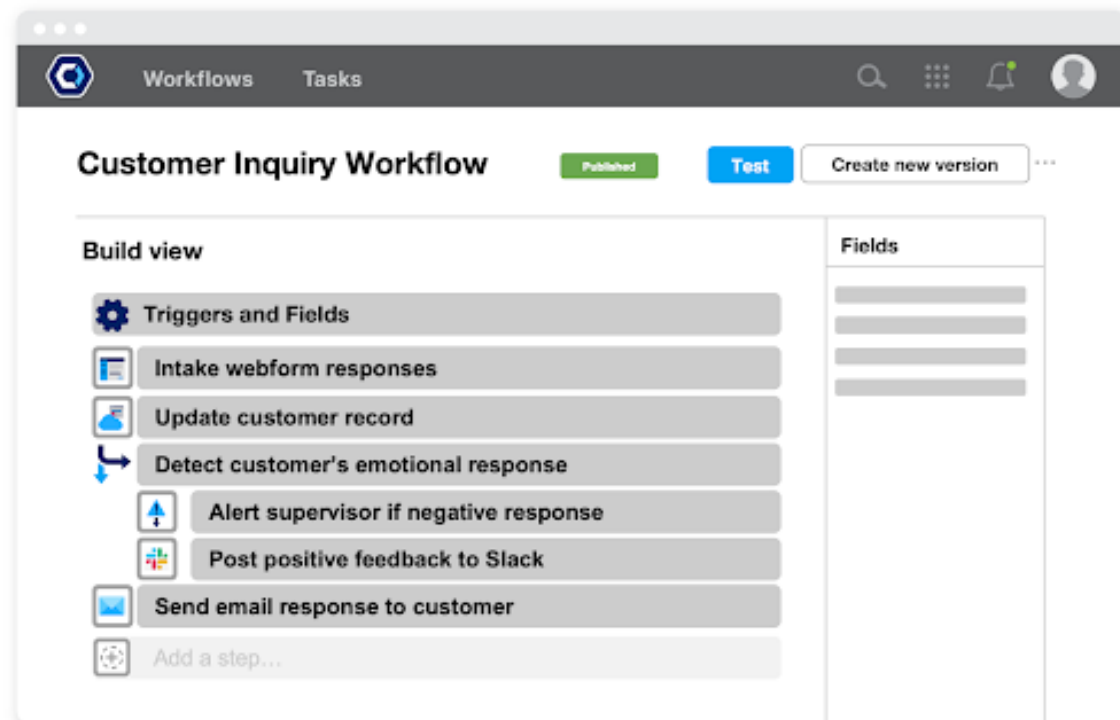 Workflows Tasks
Customer Inquiry Workflow Published Test Create new version ...
Build view
Fields
Triggers and Fields
Intake webform responses
Update customer record
Detect customer's emotional response
Alert supervisor if negative response
Post positive feedback to Slack
Send email response to customer
Add a step...